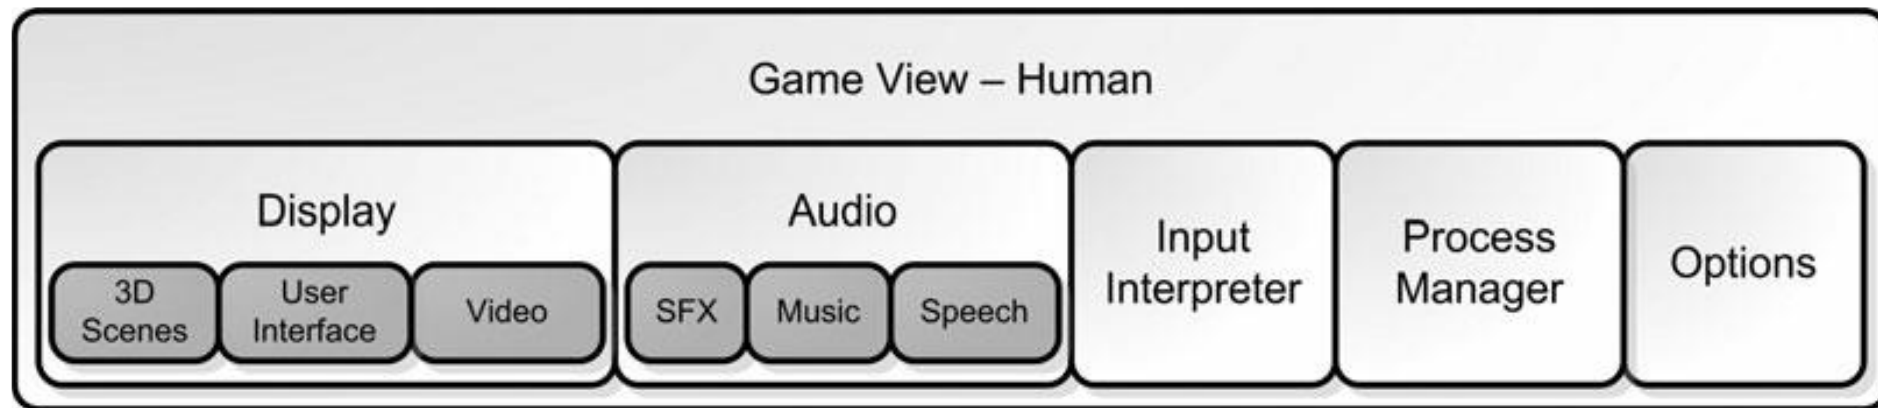 Game View – Human
Display
3D
Scenes
User
Interface
Video
Audio
SFX
Music
Speech
Input
Interpreter
Process
Manager
Options